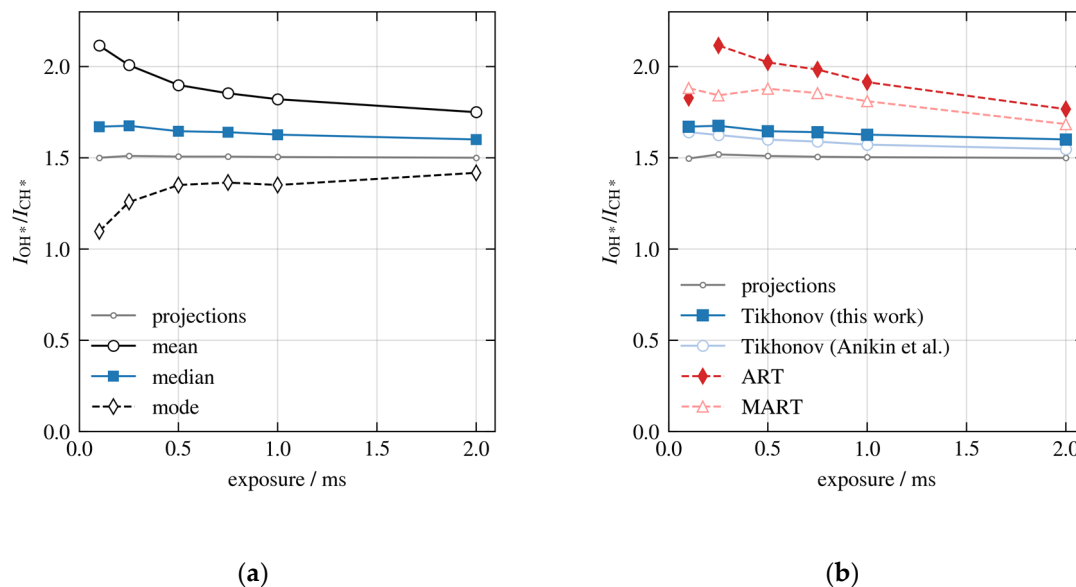 2.0
1.5
1.0
0.5
0.0
I_OH*/I_CH*
projections
mean
median
mode
0.0 0.5 1.0 1.5 2.0
exposure / ms
(a)
2.0
1.5
1.0
0.5
0.0
I_OH*/I_CH*
projections
Tikhonov (this work)
Tikhonov (Anikin et al.)
ART
MART
0.0 0.5 1.0 1.5 2.0
exposure / ms
(b)